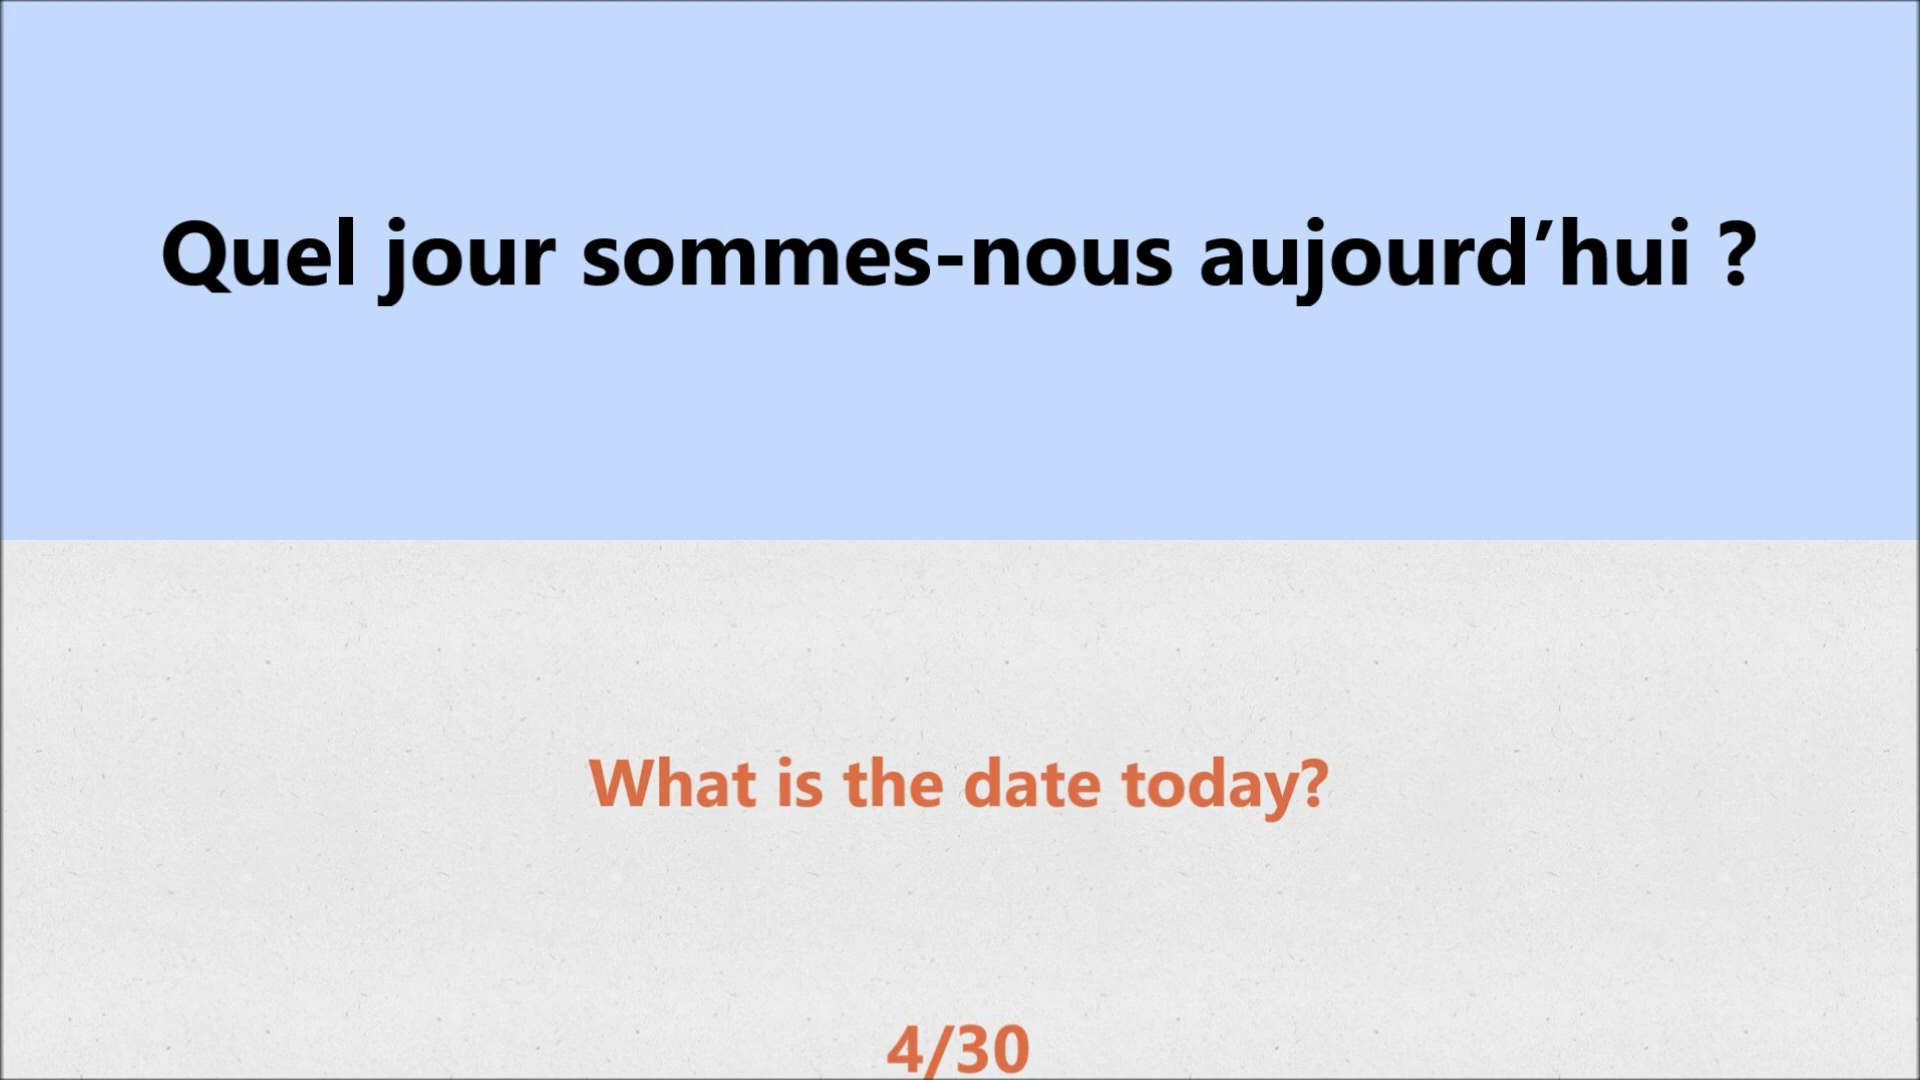 Quel jour sommes-nous aujourd’hui ?
What is the date today?
4/30